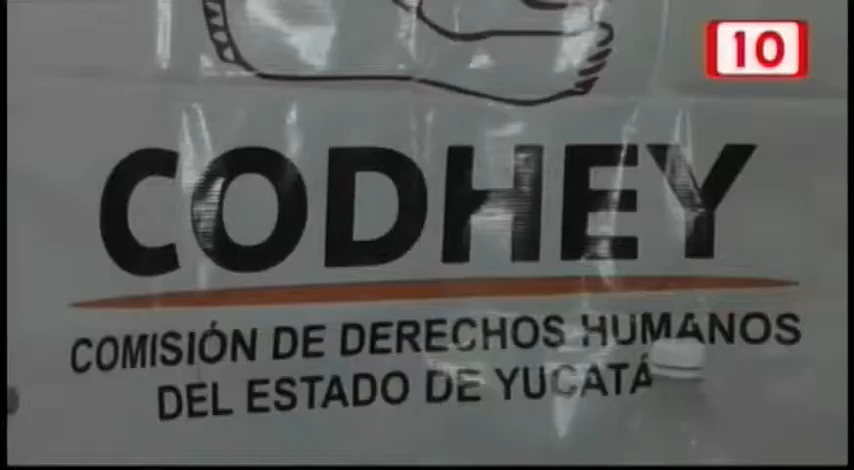 10
CODHEY
COMISIÓN DE DERECHOS HUMANOS
DEL ESTADO DE YUCATÁ